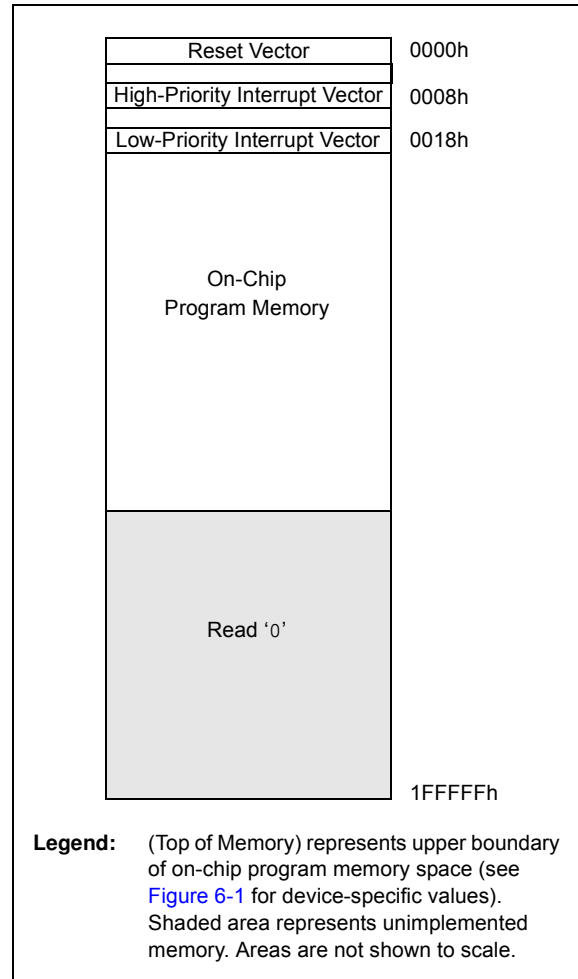 Reset Vector 0000h
High-Priority Interrupt Vector 0008h
Low-Priority Interrupt Vector 0018h
On-Chip
Program Memory
Read ‘0’
1FFFFFh
Legend: (Top of Memory) represents upper boundary
of on-chip program memory space (see
Figure 6-1 for device-specific values).
Shaded area represents unimplemented
memory. Areas are not shown to scale.